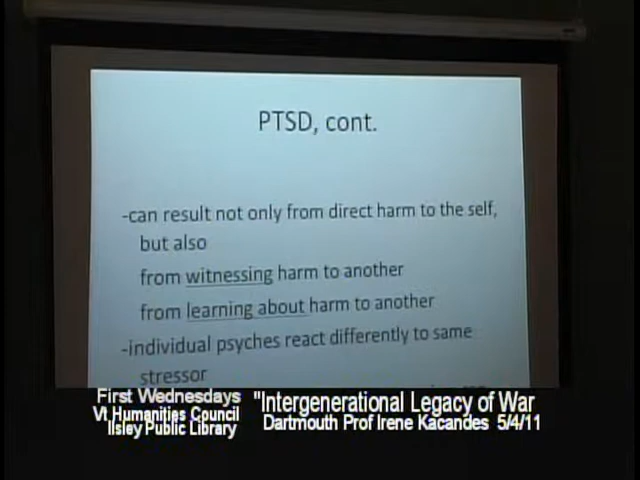 PTSD, cont.
-can result not only from direct harm to the self,
but also
from witnessing harm to another
from learning about harm to another
-individual psyches react differently to same
stressor
First Wednesdays
Vt Humanities Council
Ilsley Public Library
"Intergenerational Legacy of War
Dartmouth Prof Irene Kacandes 5/4/11